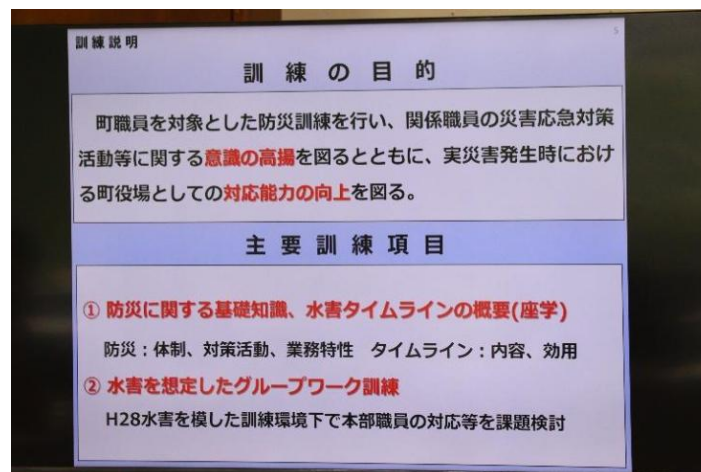 訓練説明
5
訓練の目的
町職員を対象とした防災訓練を行い、関係職員の災害応急対策
活動等に関する意識の高揚を図るとともに、実災害発生時におけ
る町役場としての対応能力の向上を図る。
主要訓練項目
① 防災に関する基礎知識、水害タイムラインの概要(座学)
防災：体制、対策活動、業務特性 タイムライン：内容、効用
② 水害を想定したグループワーク訓練
H28水害を模した訓練環境下で本部職員の対応等を課題検討